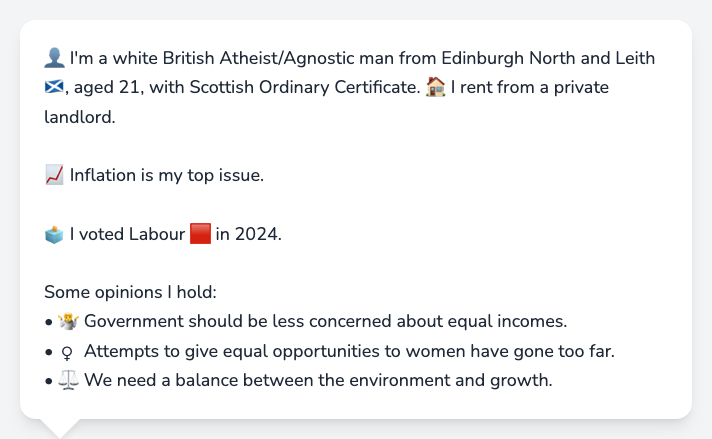 👤 I'm a white British Atheist/Agnostic man from Edinburgh North and Leith
🏴󠁧󠁢󠁳󠁣󠁴󠁿, aged 21, with Scottish Ordinary Certificate. 🏠 I rent from a private
landlord.
📈 Inflation is my top issue.
🗳️ I voted Labour 🟥 in 2024.
Some opinions I hold:
• 🤷 Government should be less concerned about equal incomes.
• ♀ Attempts to give equal opportunities to women have gone too far.
• ⚖️ We need a balance between the environment and growth.